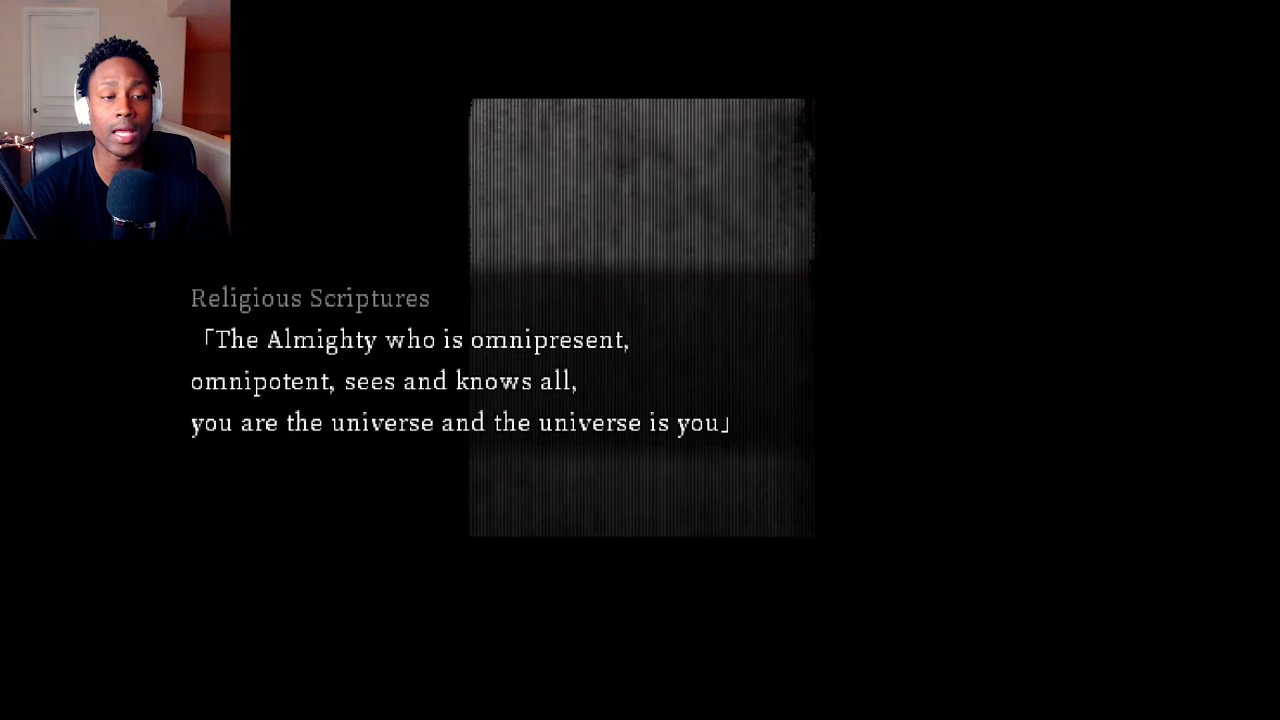 Religious Scriptures
「The Almighty who is omnipresent,
omnipotent, sees and knows all,
you are the universe and the universe is you」